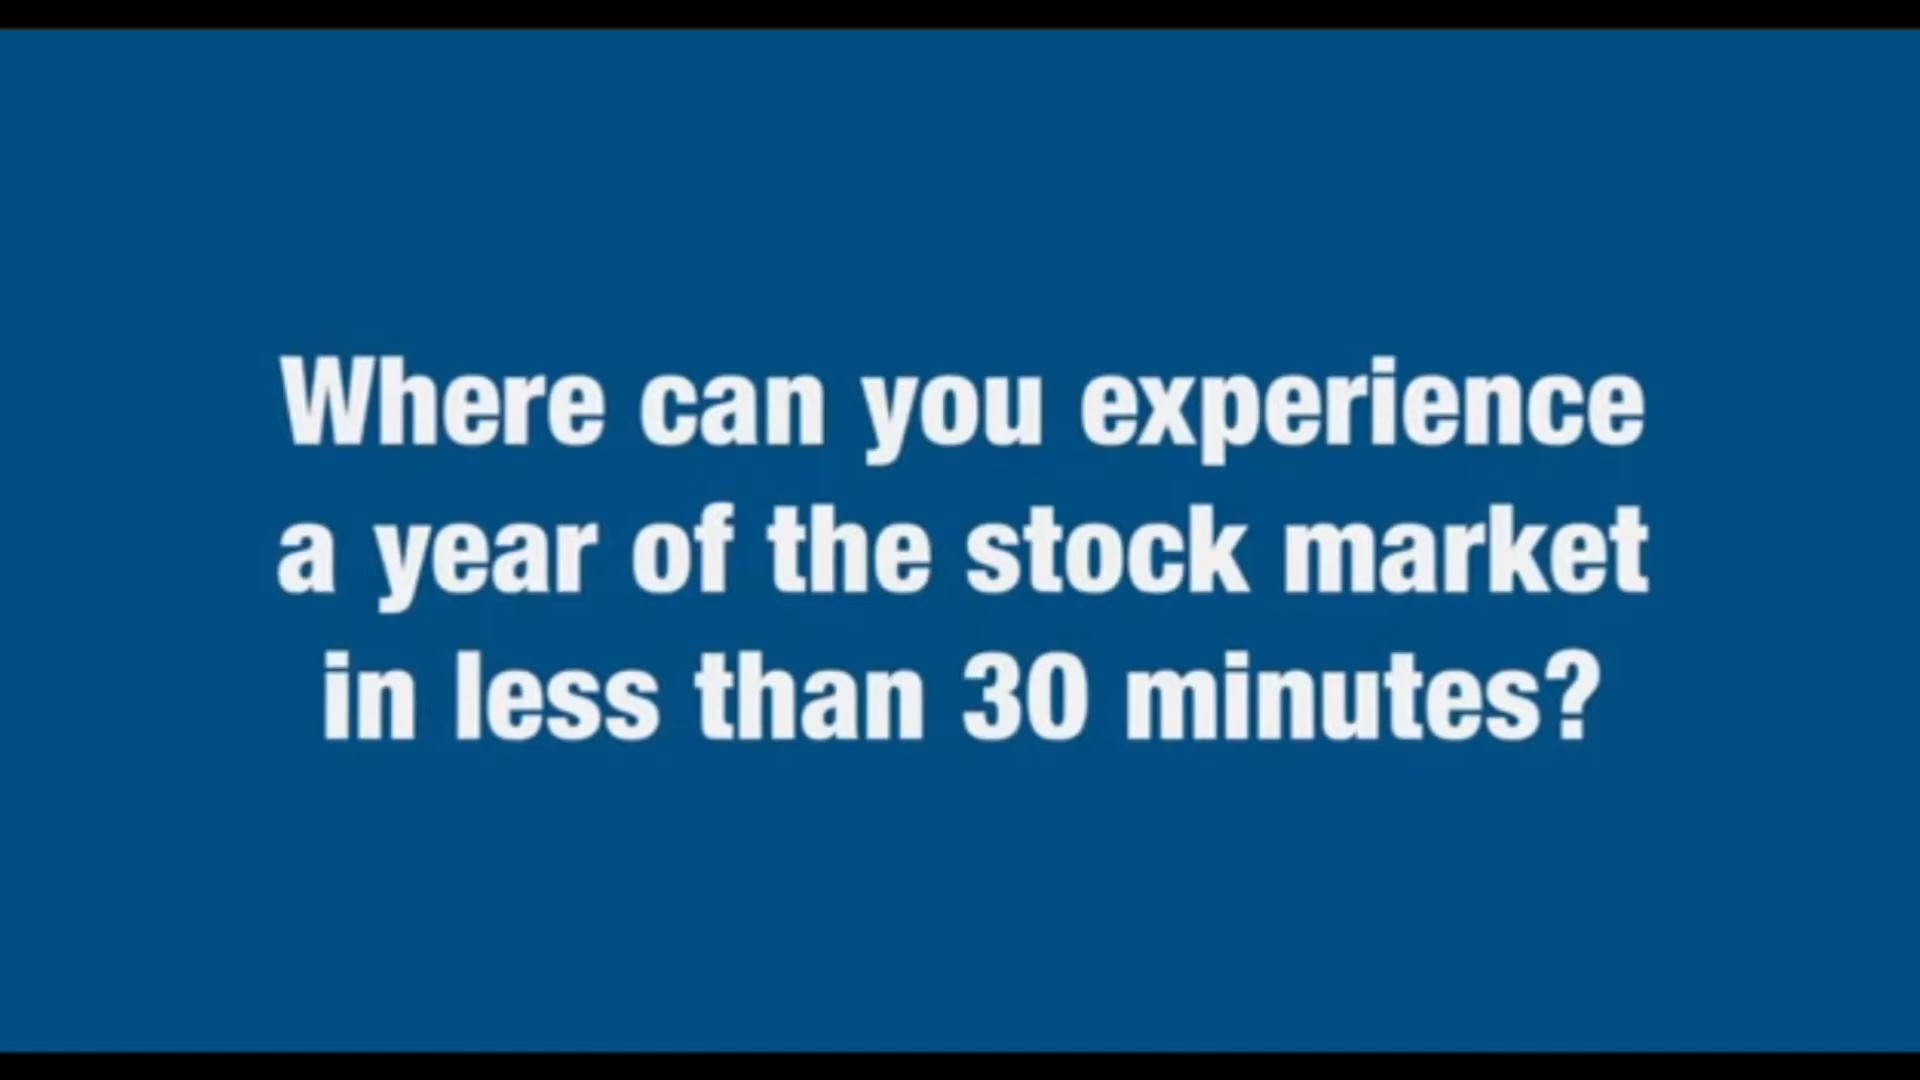 Where can you experience
a year of the stock market
in less than 30 minutes?